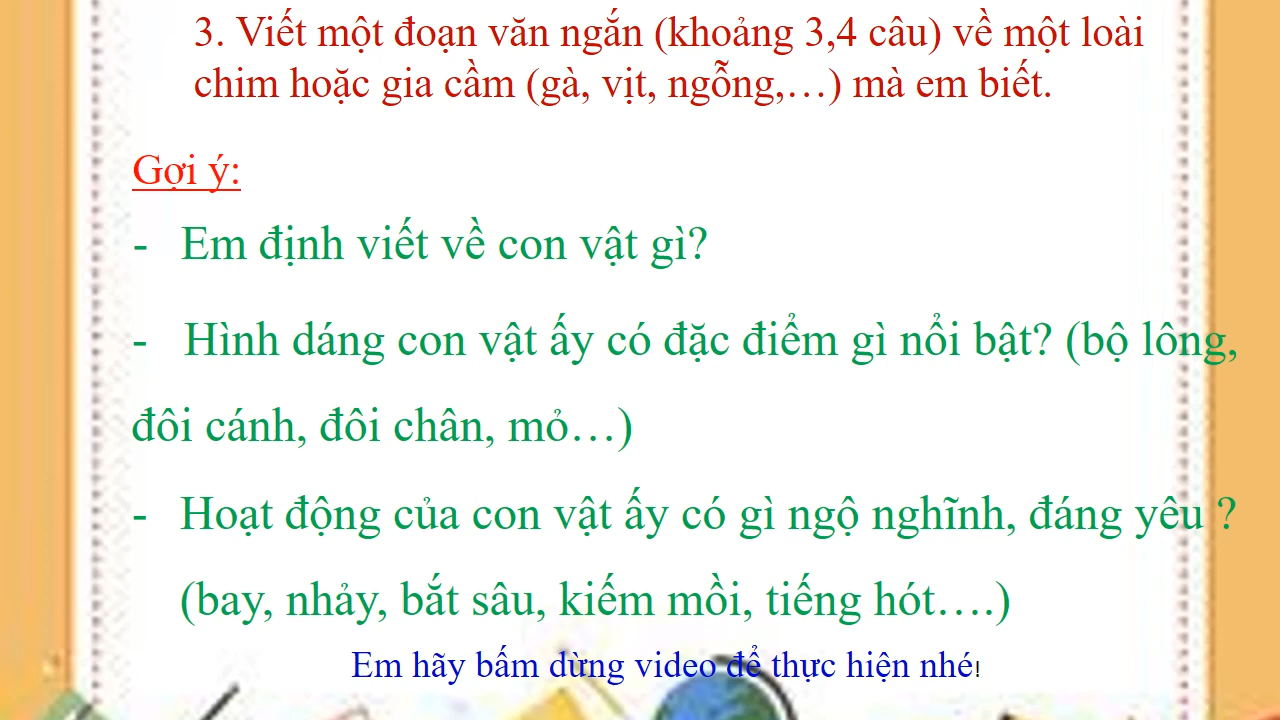 3. Viết một đoạn văn ngắn (khoảng 3,4 câu) về một loài
chim hoặc gia cầm (gà, vịt, ngỗng,…) mà em biết.
Gợi ý:
- Em định viết về con vật gì?
- Hình dáng con vật ấy có đặc điểm gì nổi bật? (bộ lông,
đôi cánh, đôi chân, mỏ…)
- Hoạt động của con vật ấy có gì ngộ nghĩnh, đáng yêu ?
(bay, nhảy, bắt sâu, kiếm mồi, tiếng hót….)
Em hãy bấm dừng video để thực hiện nhé!